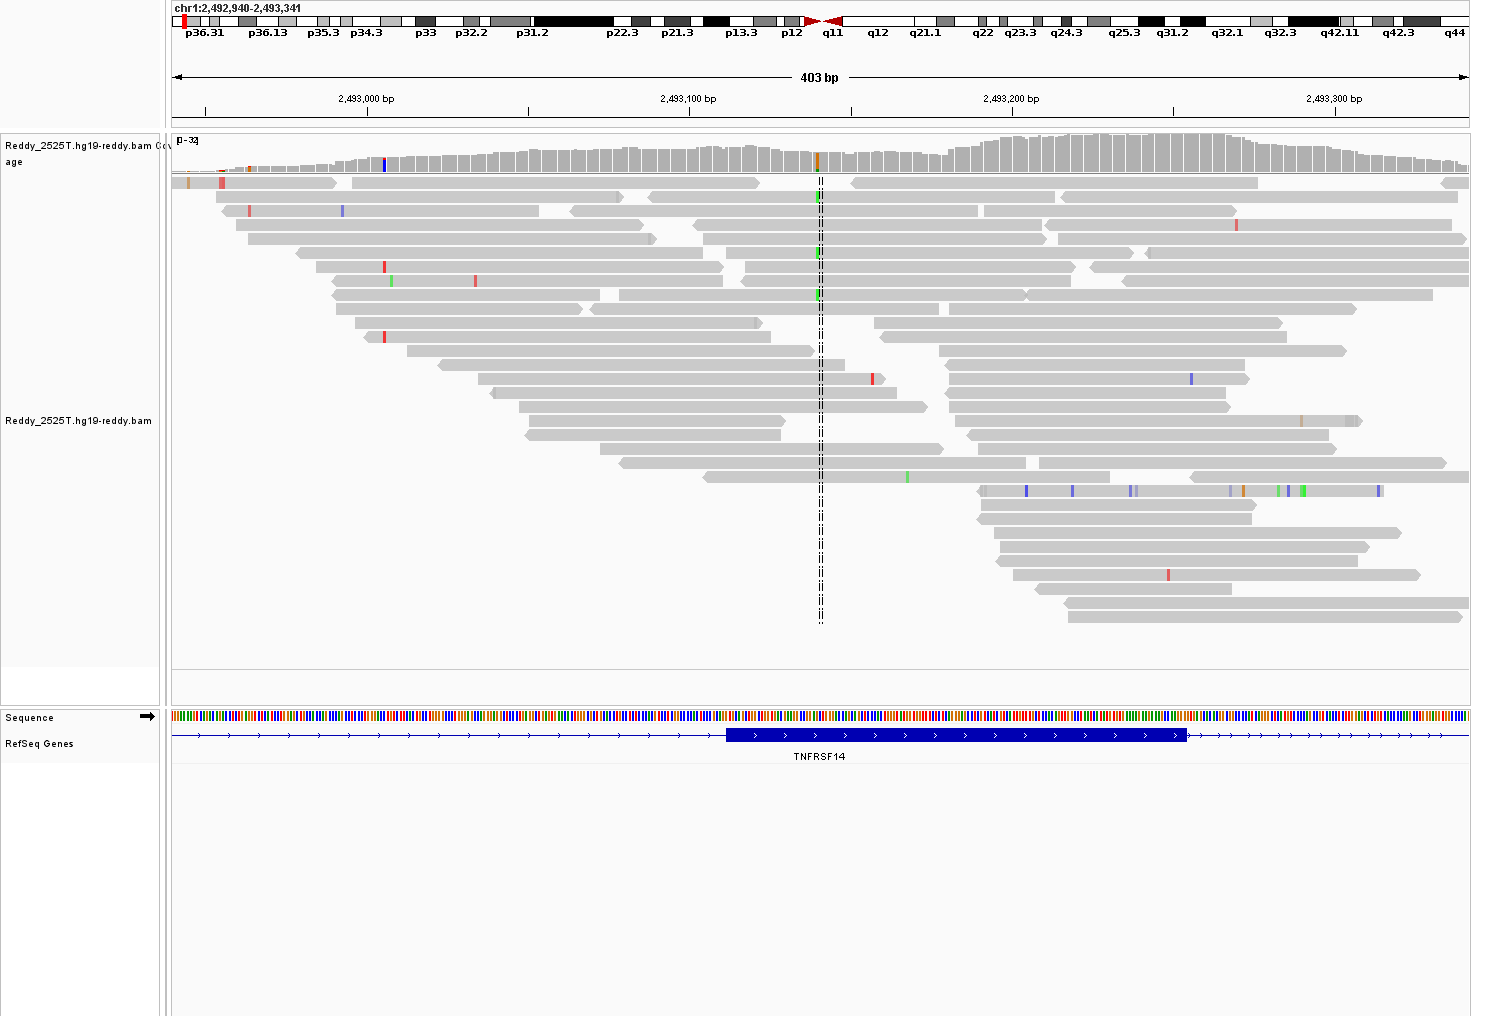 chr1:2,492,940-2,493,341
p36.31 p36.13 p35.3 p34.3 p33 p32.2 p31.2 p22.3 p21.3 p13.3 p12 q11 q12 q21.1 q22 q23.3 q24.3 q25.3 q31.2 q32.1 q32.3 q42.11 q42.3 q44
403 bp
2,493,000 bp 2,493,100 bp 2,493,200 bp 2,493,300 bp
[0-32]
Reddy_2525T.hg19-reddy.bam Cov
age
Reddy_2525T.hg19-reddy.bam
Sequence
RefSeq Genes
TNFRSF14